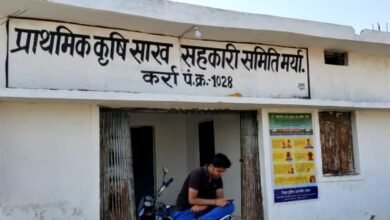 प्राथमिक कृषि साख सहकारी समिति मर्या.
कर्रा पं.क्र.-1028